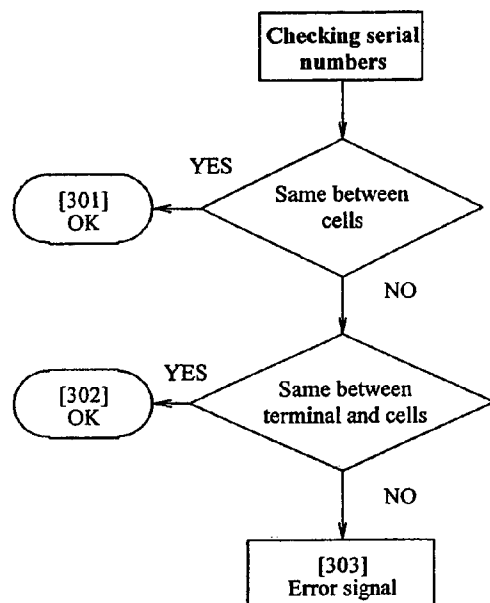 Checking serial
numbers
YES
Same between
cells
[301]
OK
NO
YES
Same between
terminal and cells
[302]
OK
NO
[303]
Error signal